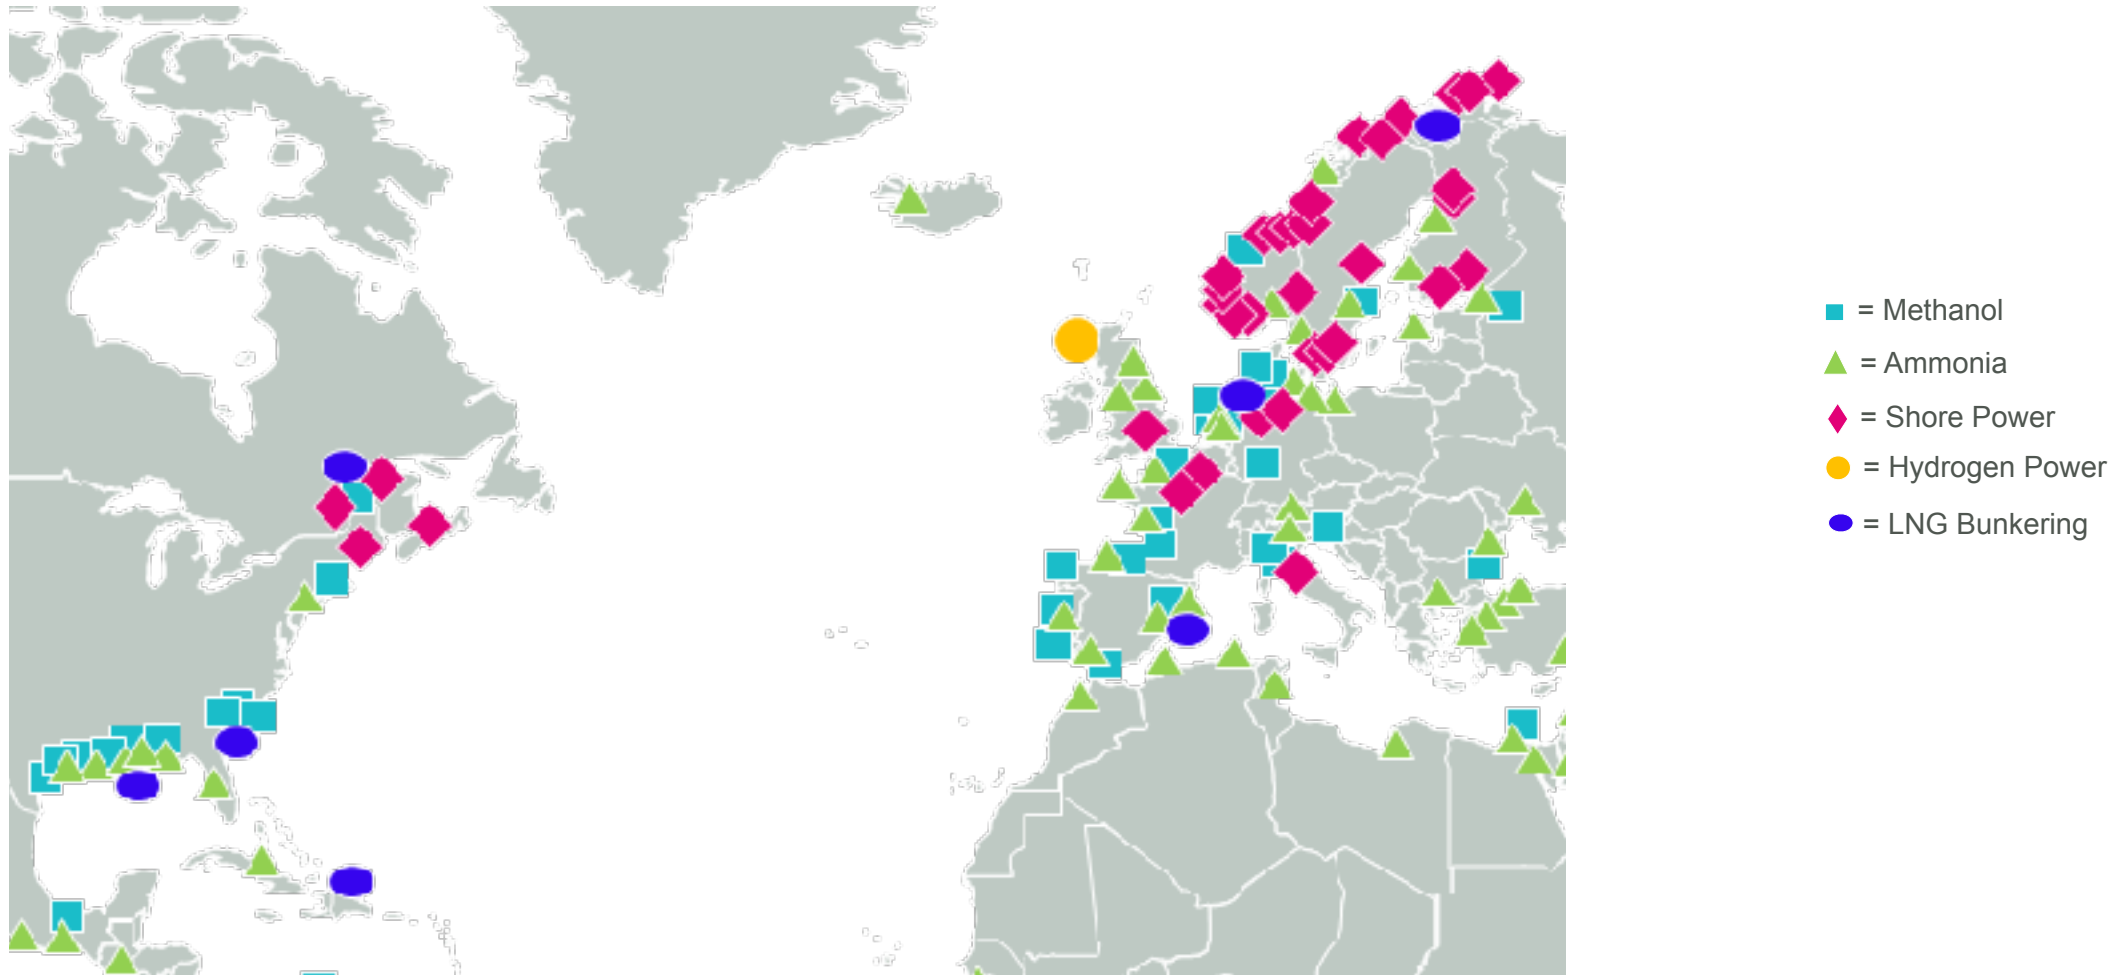 = Methanol
= Ammonia
= Shore Power
= Hydrogen Power
= LNG Bunkering